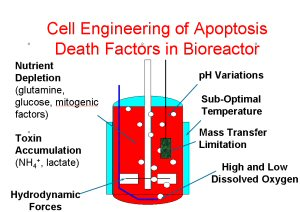 Cell Engineering of Apoptosis
Death Factors in Bioreactor
Nutrient
Depletion
(glutamine,
glucose, mitogenic
factors)
Toxin
Accumulation
(NH4+, lactate)
Hydrodynamic
Forces
pH Variations
Sub-Optimal
Temperature
Mass Transfer
Limitation
High and Low
Dissolved Oxygen